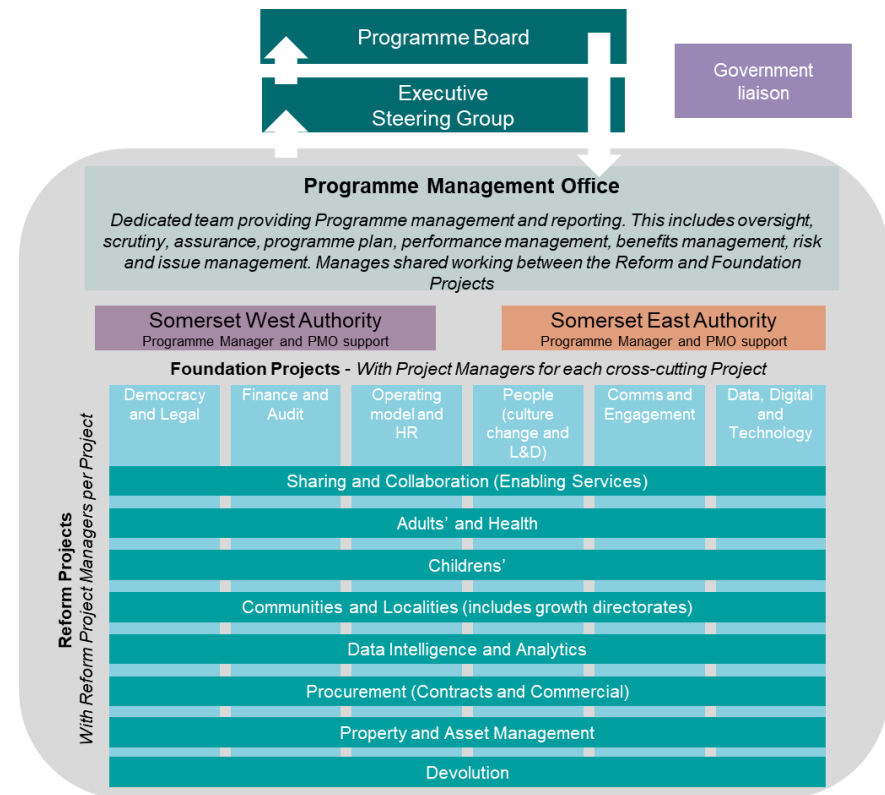 Programme Board
Government
liaison
Executive
Steering Group
Programme Management Office
Dedicated team providing Programme management and reporting. This includes oversight,
scrutiny, assurance, programme plan, performance management, benefits management, risk
and issue management. Manages shared working between the Reform and Foundation
Projects
Somerset West Authority
Programme Manager and PMO support
Somerset East Authority
Programme Manager and PMO support
Foundation Projects - With Project Managers for each cross-cutting Project
Democracy
and Legal
Finance and
Audit
Operating
model and
HR
People
(culture
change and
L&D)
Comms and
Engagement
Data, Digital
and
Technology
Reform Projects
With Reform Project Managers per Project
Sharing and Collaboration (Enabling Services)
Adults' and Health
Childrens'
Communities and Localities (includes growth directorates)
Data Intelligence and Analytics
Procurement (Contracts and Commercial)
Property and Asset Management
Devolution